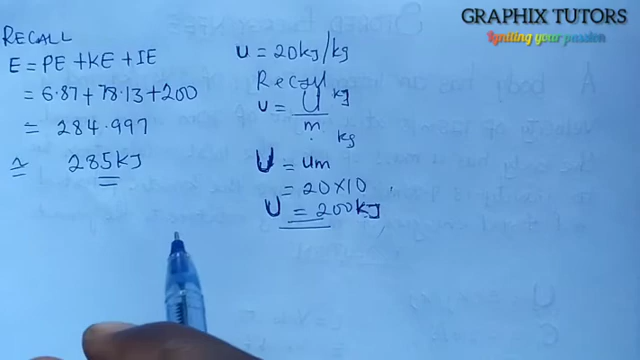 GRAPHIX TUTORS
Igniting your passion
RECALL
E = PE + KE + IE
= 6.87 + 78.13 + 200
= 284.997
≅ 285KJ
u = 20kJ/kg
Recall
u = U kJ
m kg
U = um
= 20 × 10
U = 200KJ